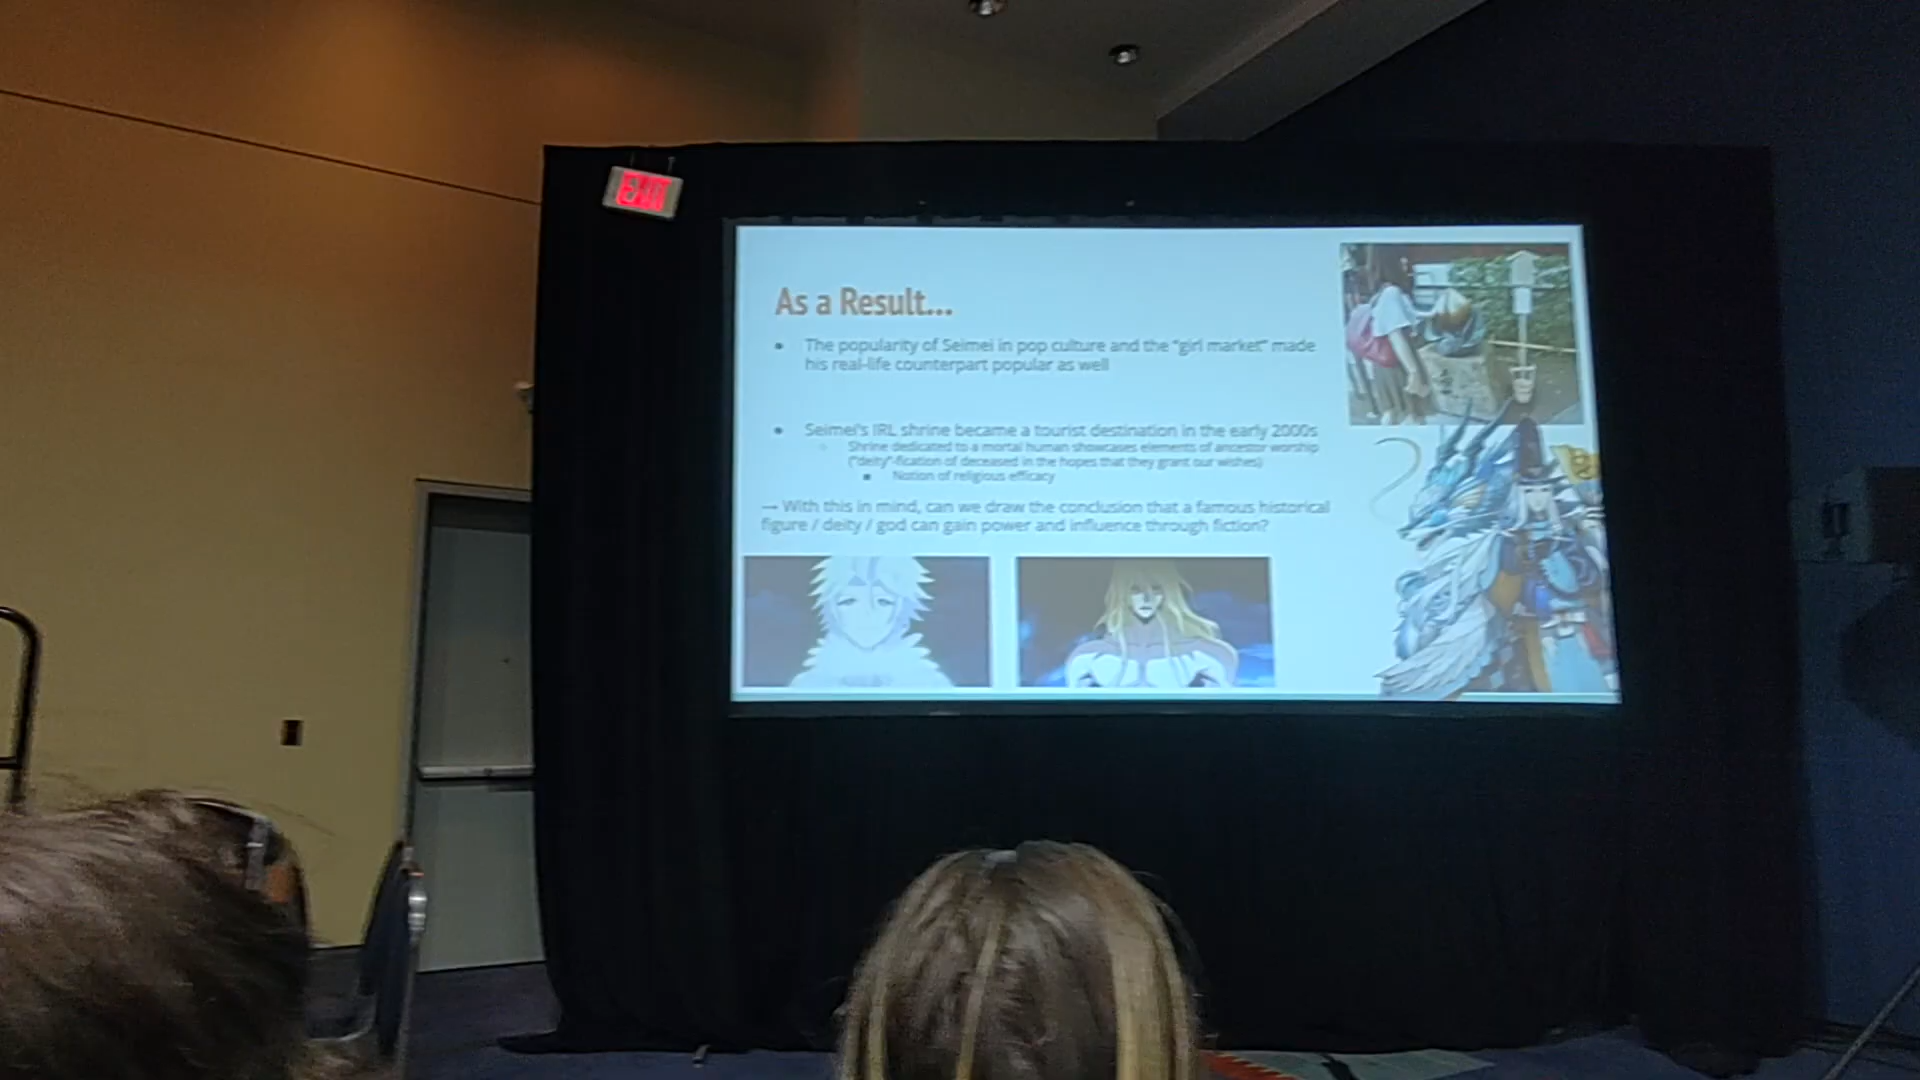 EXIT
As a Result...
The popularity of Seimei in pop culture and the "girl market" made
his real-life counterpart popular as well
Seimei's IRL shrine became a tourist destination in the early 2000s
Shrine dedicated to a mortal human showcases elements of ancestor worship
("deity"-fication of deceased in the hopes that they grant our wishes)
Notion of religious efficacy
→ With this in mind, can we draw the conclusion that a famous historical
figure / deity / god can gain power and influence through fiction?